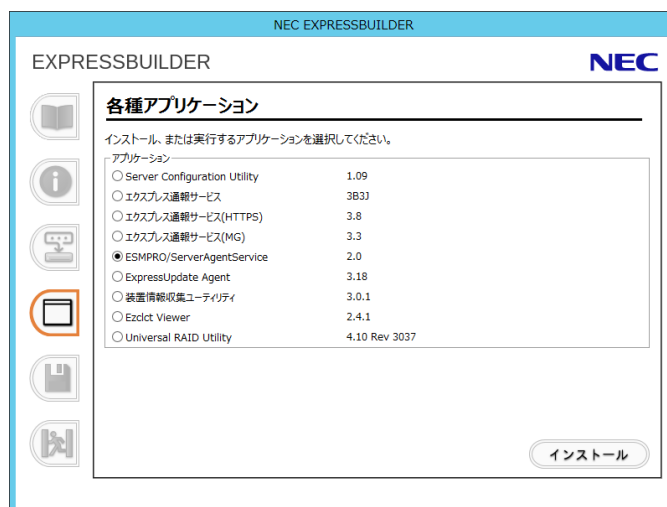 NEC EXPRESSBUILDER
EXPRESSBUILDER
NEC
各種アプリケーション
インストール、または実行するアプリケーションを選択してください。
アプリケーション
Server Configuration Utility 1.09
エクスプレス通報サービス 3B3J
エクスプレス通報サービス(HTTPS) 3.8
エクスプレス通報サービス(MG) 3.3
ESMPRO/ServerAgentService 2.0
ExpressUpdate Agent 3.18
装置情報収集ユーティリティ 3.0.1
Ezclct Viewer 2.4.1
Universal RAID Utility 4.10 Rev 3037
インストール